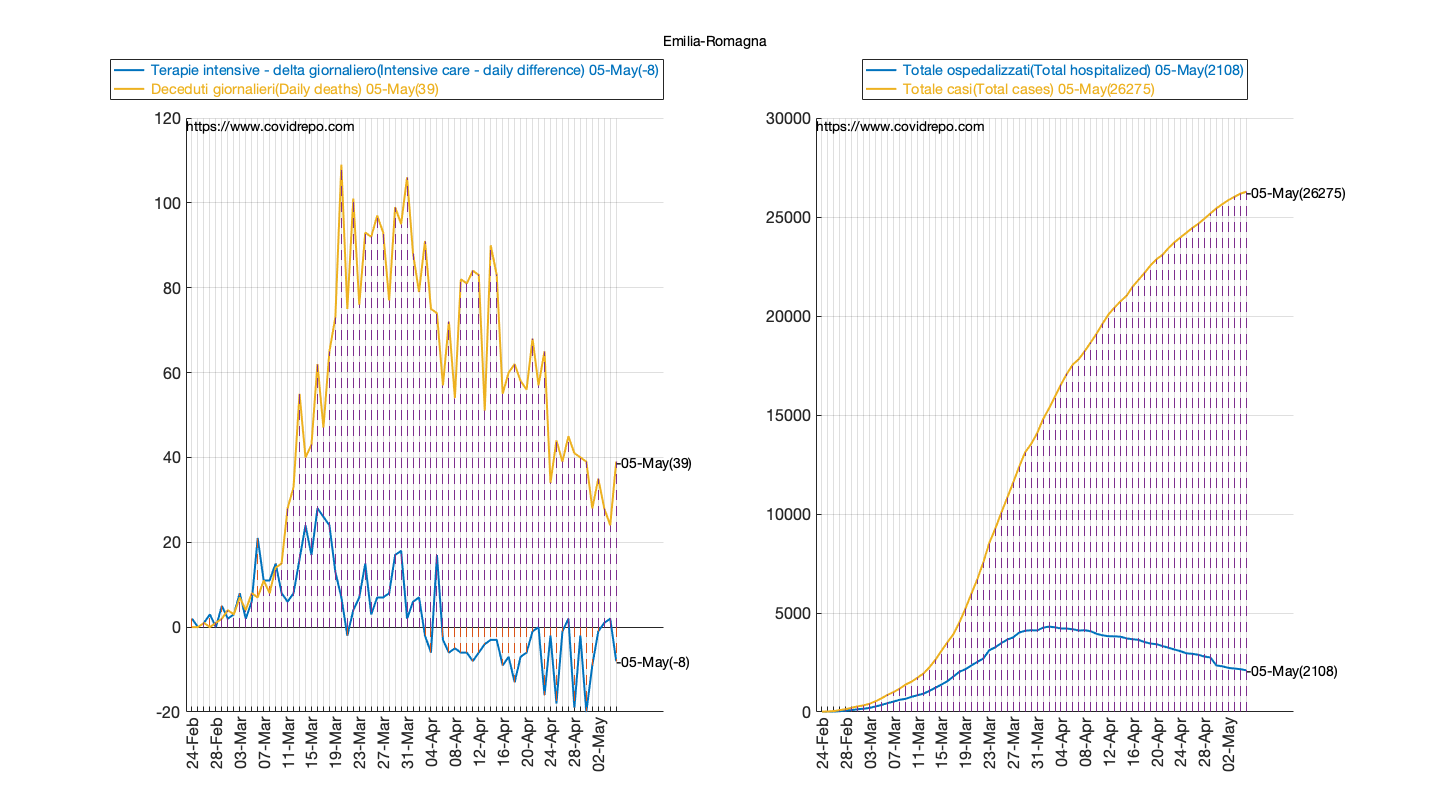 Emilia-Romagna
Terapie intensive - delta giornaliero(Intensive care - daily difference) 05-May(-8)
Deceduti giornalieri(Daily deaths) 05-May(39)
120
https://www.covidrepo.com
100
80
60
40
20
0
-20
05-May(39)
05-May(-8)
24-Feb
28-Feb
03-Mar
07-Mar
11-Mar
15-Mar
19-Mar
23-Mar
27-Mar
31-Mar
04-Apr
08-Apr
12-Apr
16-Apr
20-Apr
24-Apr
28-Apr
02-May
Totale ospedalizzati(Total hospitalized) 05-May(2108)
Totale casi(Total cases) 05-May(26275)
30000
https://www.covidrepo.com
25000
20000
15000
10000
5000
0
05-May(26275)
05-May(2108)
24-Feb
28-Feb
03-Mar
07-Mar
11-Mar
15-Mar
19-Mar
23-Mar
27-Mar
31-Mar
04-Apr
08-Apr
12-Apr
16-Apr
20-Apr
24-Apr
28-Apr
02-May